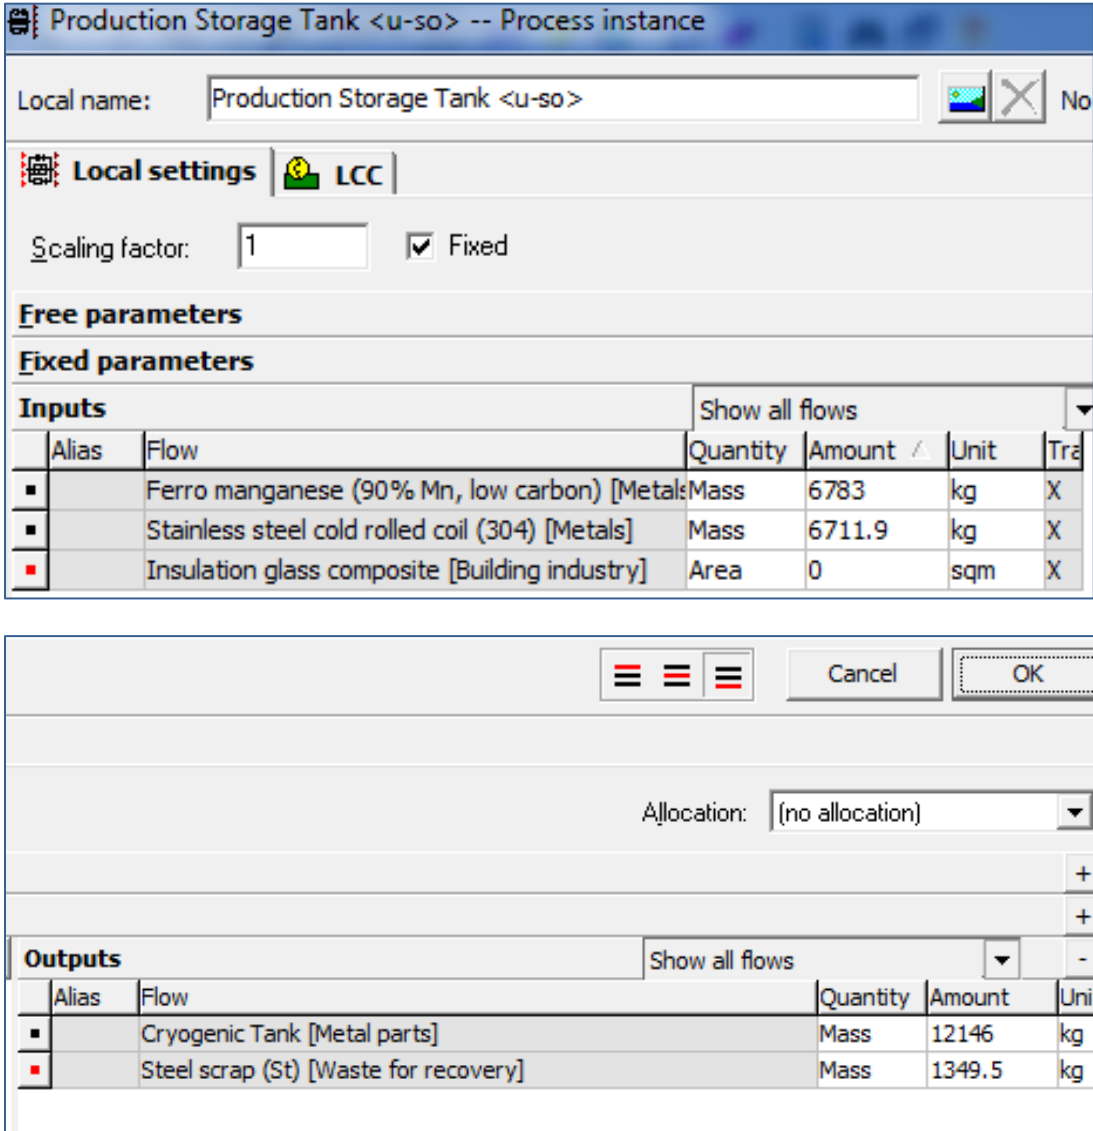 Production Storage Tank <u-so> -- Process instance
Local name: Production Storage Tank <u-so> No
Local settings LCC
Scaling factor: 1 Fixed
Free parameters
Fixed parameters
Inputs Show all flows
Alias Flow Quantity Amount Unit Tra
Ferro manganese (90% Mn, low carbon) [Metals Mass 6783 kg X
Stainless steel cold rolled coil (304) [Metals] Mass 6711.9 kg X
Insulation glass composite [Building industry] Area 0 sqm X
Cancel OK
Allocation: (no allocation)
+
+
Outputs Show all flows -
Alias Flow Quantity Amount Uni
Cryogenic Tank [Metal parts] Mass 12146 kg
Steel scrap (St) [Waste for recovery] Mass 1349.5 kg